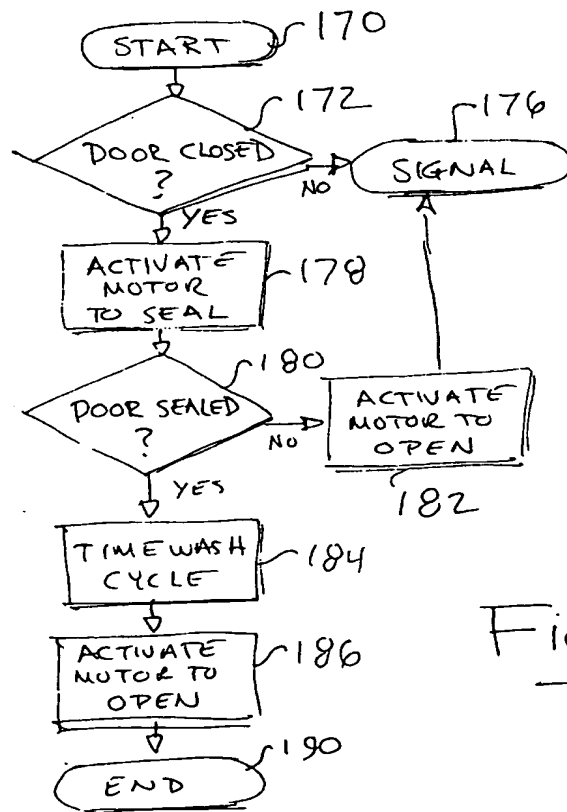 START
170
172
DOOR CLOSED
?
NO
YES
176
SIGNAL
ACTIVATE
MOTOR
TO SEAL
178
180
DOOR SEALED
?
NO
YES
ACTIVATE
MOTOR TO
OPEN
182
TIME WASH
CYCLE
184
ACTIVATE
MOTOR TO
OPEN
186
END
190